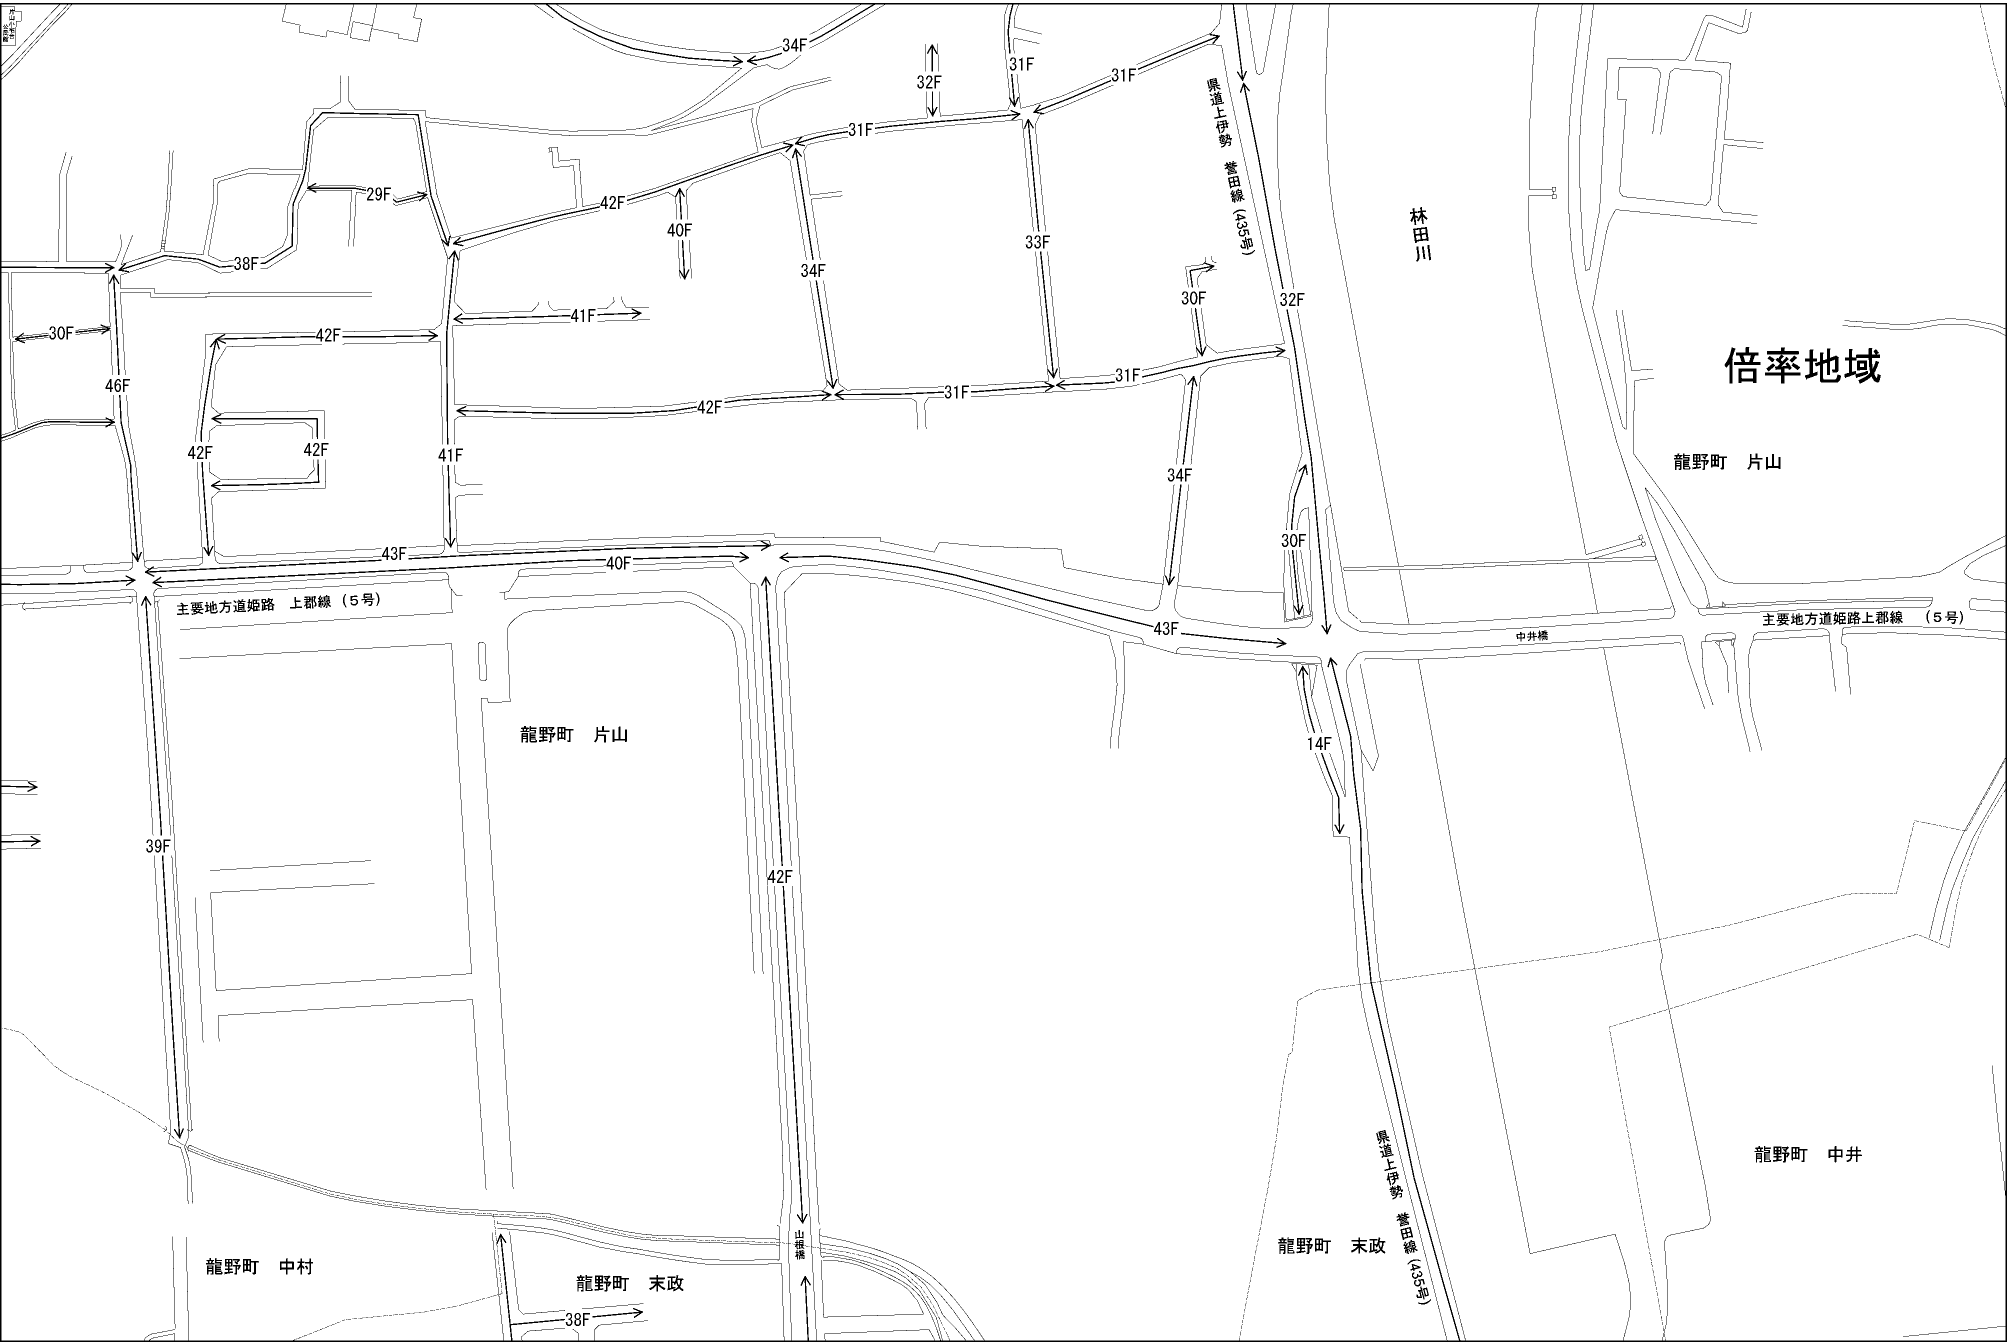 34F
31F
31F
32F
31F
県道上伊勢 誉田線(435号)
29F
42F
40F
33F
林田川
38F
34F
30F
32F
41F
30F
42F
倍率地域
46F
31F
31F
42F
42F
42F
41F
34F
龍野町 片山
30F
43F
40F
主要地方道姫路 上郡線(5号)
43F
中井橋
主要地方道姫路上郡線 (5号)
龍野町 片山
14F
39F
42F
県道上伊勢 誉田線(435号)
龍野町 中井
山根橋
龍野町 末政
龍野町 中村
龍野町 末政
38F